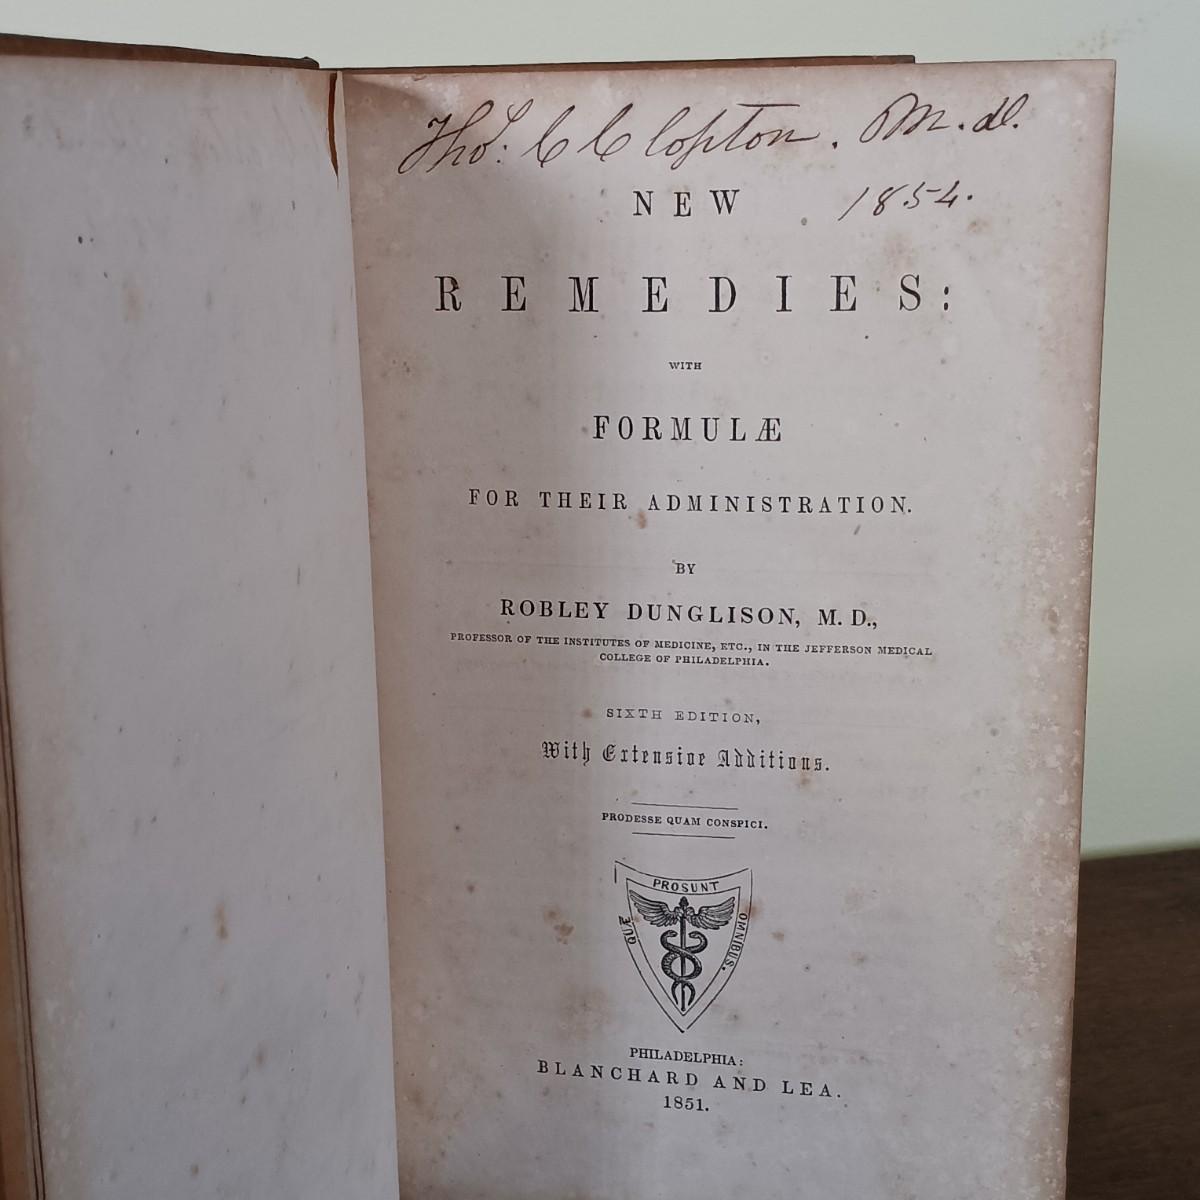 Thos. C Clopton. M.D.
1854.
NEW
REMEDIES:
WITH
FORMULÆ
FOR THEIR ADMINISTRATION.
BY
ROBLEY DUNGLISON, M.D.,
PROFESSOR OF THE INSTITUTES OF MEDICINE, ETC., IN THE JEFFERSON MEDICAL
COLLEGE OF PHILADELPHIA.
SIXTH EDITION,
With Extensive Additions.
PRODESSE QUAM CONSPICI.
QUÆ
PROSUNT
OMNIBUS.
PHILADELPHIA:
BLANCHARD AND LEA.
1851.